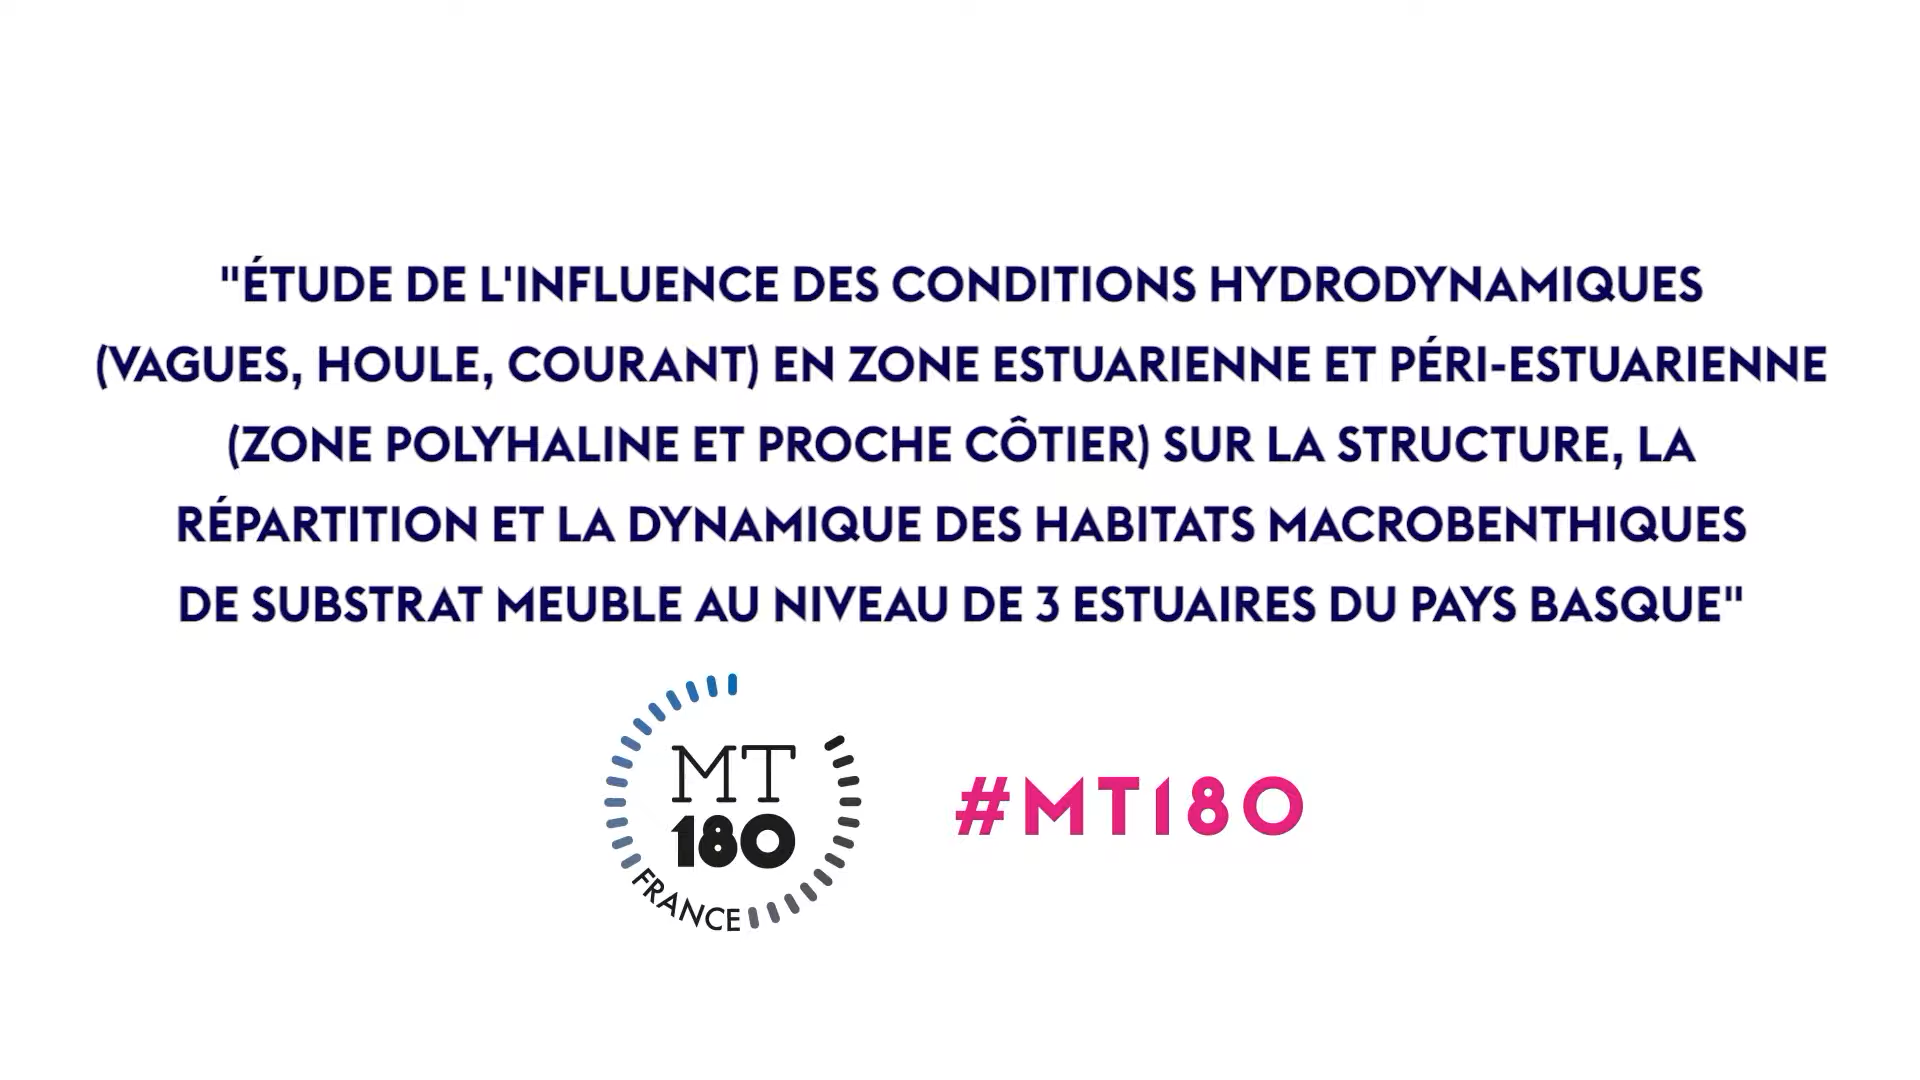 "ÉTUDE DE L'INFLUENCE DES CONDITIONS HYDRODYNAMIQUES
(VAGUES, HOULE, COURANT) EN ZONE ESTUARIENNE ET PÉRI-ESTUARIENNE
(ZONE POLYHALINE ET PROCHE CÔTIER) SUR LA STRUCTURE, LA
RÉPARTITION ET LA DYNAMIQUE DES HABITATS MACROBENTHIQUES
DE SUBSTRAT MEUBLE AU NIVEAU DE 3 ESTUAIRES DU PAYS BASQUE"
MT
180
FRANCE
#MT180